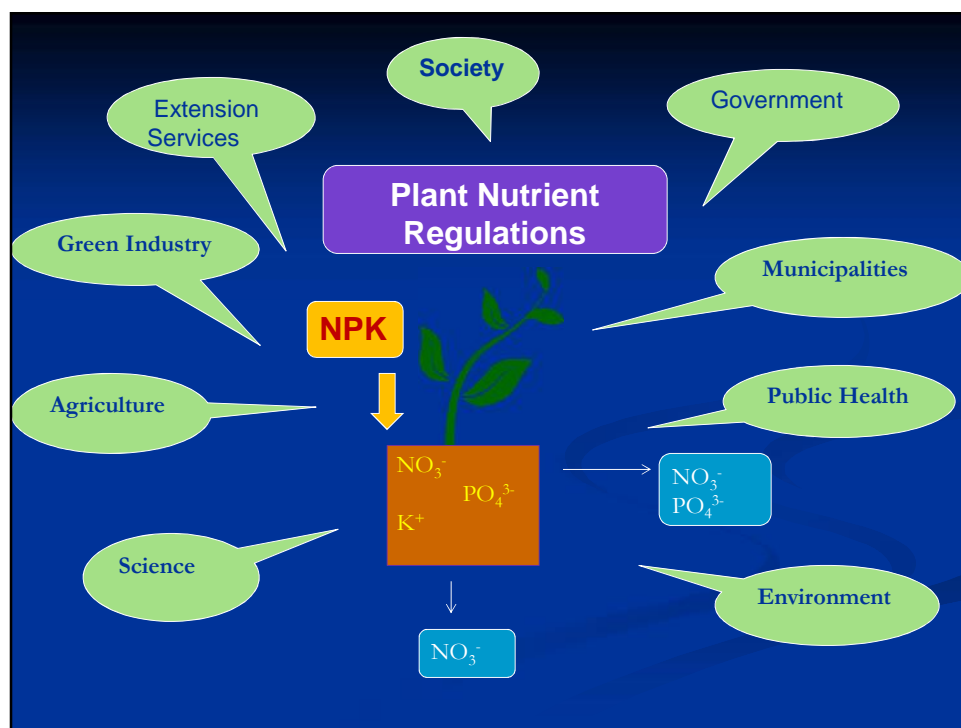 Society
Extension
Services
Government
Plant Nutrient
Regulations
Green Industry
Municipalities
NPK
Agriculture
Public Health
NO₃⁻
PO₄³⁻
K⁺
NO₃⁻
PO₄³⁻
Science
Environment
NO₃⁻